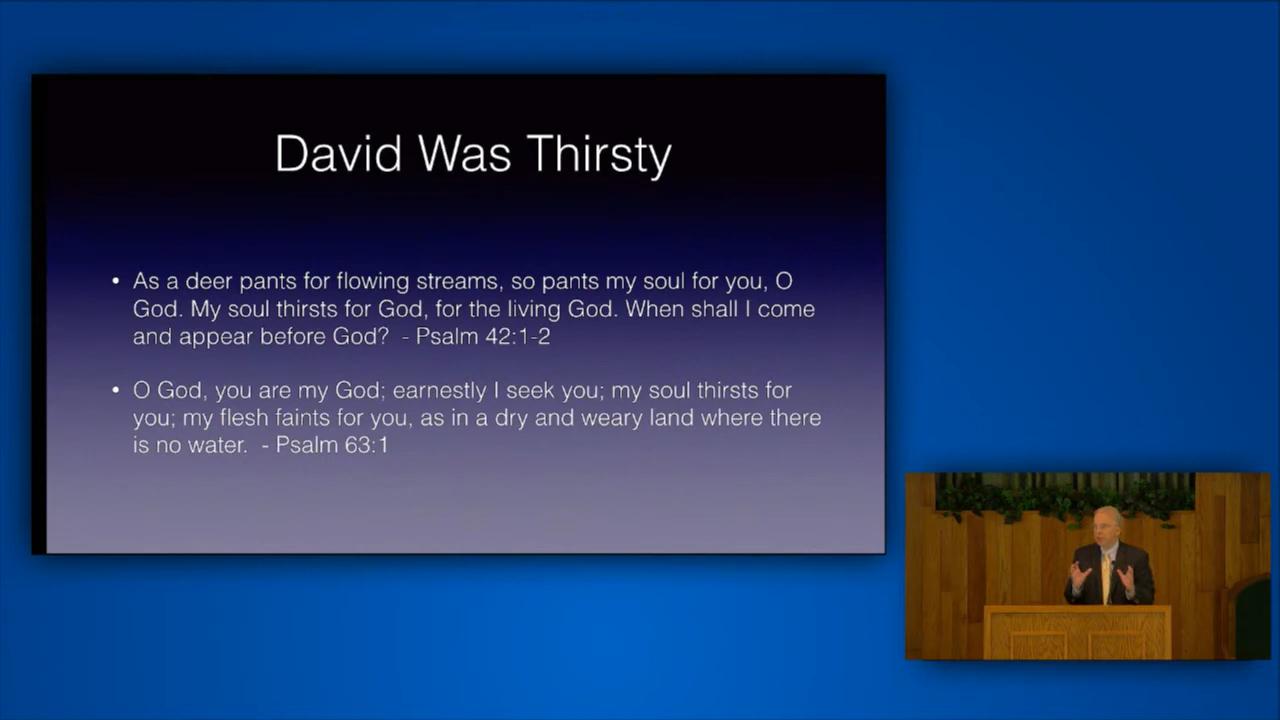 David Was Thirsty
• As a deer pants for flowing streams, so pants my soul for you, O
God. My soul thirsts for God, for the living God. When shall I come
and appear before God?  - Psalm 42:1-2
• O God, you are my God; earnestly I seek you; my soul thirsts for
you; my flesh faints for you, as in a dry and weary land where there
is no water.  - Psalm 63:1